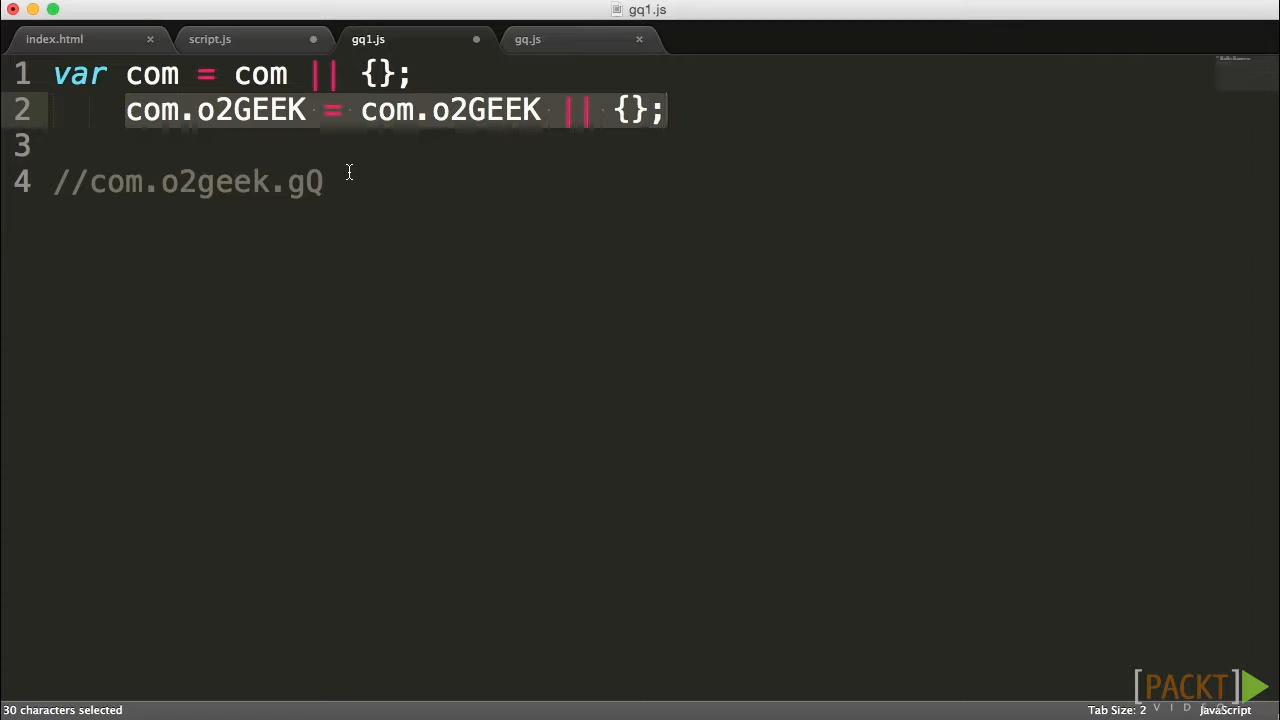 gq1.js
index.html × script.js gq1.js gq.js ×
1 var com = com || {};
2 com.o2GEEK = com.o2GEEK || {};
3
4 //com.o2geek.gQ
[PACKT]
VIDEO
30 characters selected Tab Size: 2 JavaScript